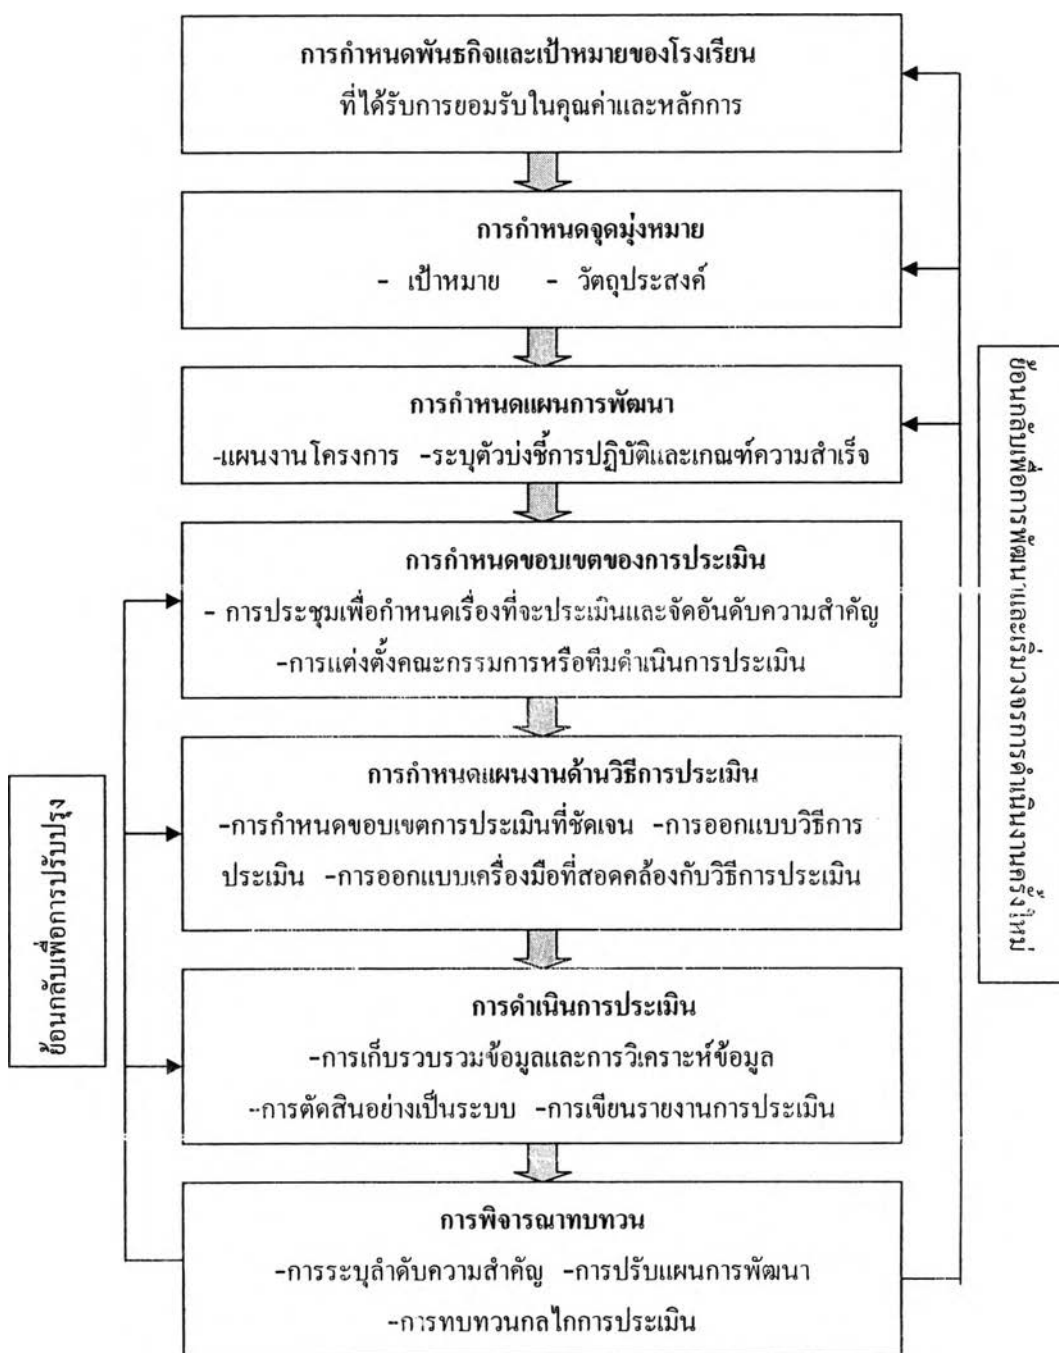 การกำหนดพันธกิจและเป้าหมายของโรงเรียน
ที่ได้รับการยอมรับในคุณค่าและหลักการ
การกำหนดจุดมุ่งหมาย
- เป้าหมาย - วัตถุประสงค์
การกำหนดแผนการพัฒนา
-แผนงานโครงการ -ระบุตัวบ่งชี้การปฏิบัติและเกณฑ์ความสำเร็จ
การกำหนดขอบเขตของการประเมิน
- การประชุมเพื่อกำหนดเรื่องที่จะประเมินและจัดอันดับความสำคัญ
-การแต่งตั้งคณะกรรมการหรือทีมดำเนินการประเมิน
การกำหนดแผนงานด้านวิธีการประเมิน
-การกำหนดขอบเขตการประเมินที่ชัดเจน -การออกแบบวิธีการ
ประเมิน -การออกแบบเครื่องมือที่สอดคล้องกับวิธีการประเมิน
การดำเนินการประเมิน
-การเก็บรวบรวมข้อมูลและการวิเคราะห์ข้อมูล
-การตัดสินอย่างเป็นระบบ -การเขียนรายงานการประเมิน
การพิจารณาทบทวน
-การระบุลำดับความสำคัญ -การปรับแผนการพัฒนา
-การทบทวนกลไกการประเมิน
ย้อนกลับเพื่อการปรับปรุง
ย้อนกลับเพื่อการพัฒนาและเริ่มวงจรการดำเนินงานครั้งใหม่